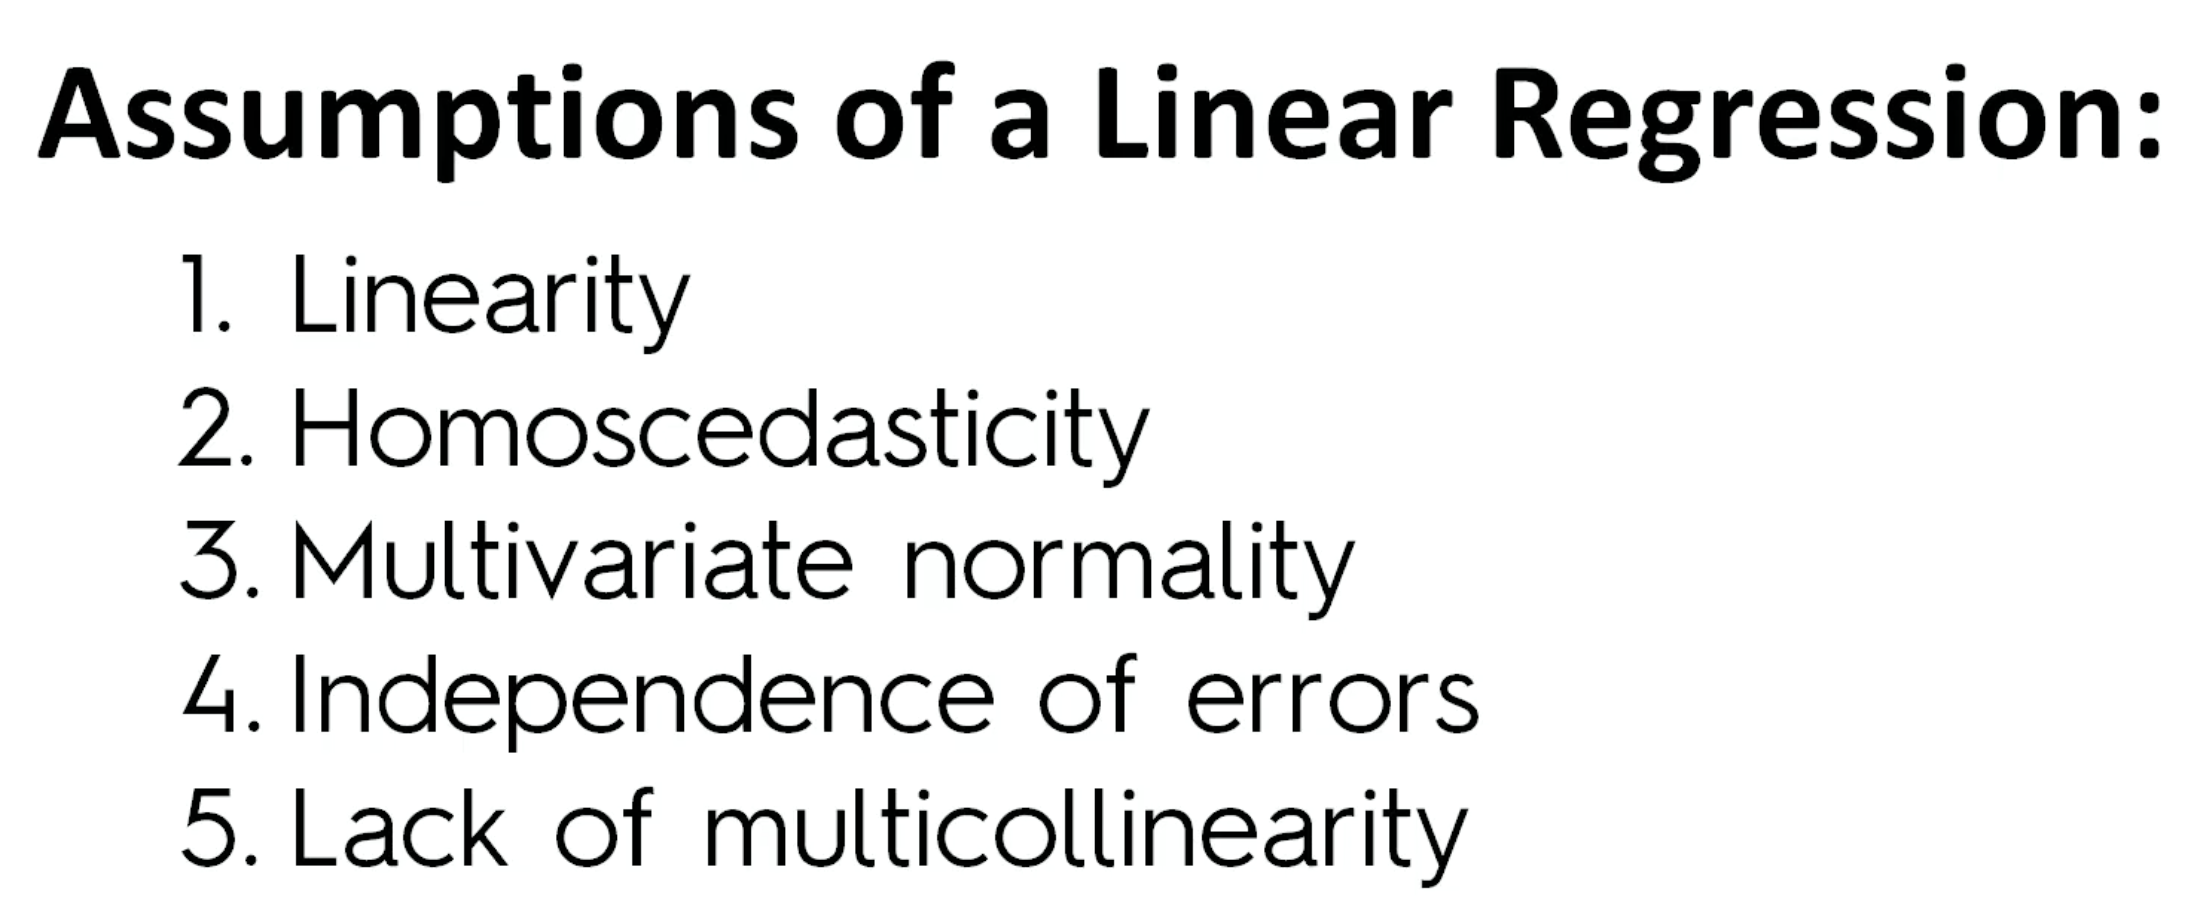 Assumptions of a Linear Regression:
1. Linearity
2. Homoscedasticity
3. Multivariate normality
4. Independence of errors
5. Lack of multicollinearity